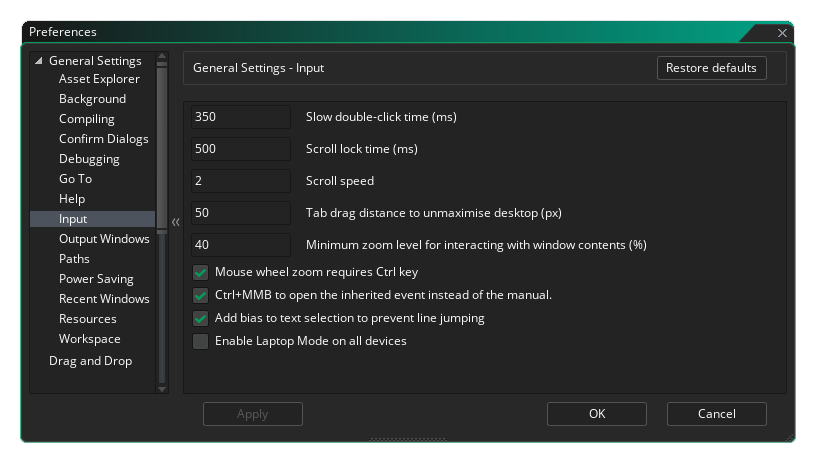 Preferences
General Settings
Asset Explorer
Background
Compiling
Confirm Dialogs
Debugging
Go To
Help
Input
Output Windows
Paths
Power Saving
Recent Windows
Resources
Workspace
Drag and Drop
General Settings - Input
Restore defaults
350 Slow double-click time (ms)
500 Scroll lock time (ms)
2 Scroll speed
50 Tab drag distance to unmaximise desktop (px)
40 Minimum zoom level for interacting with window contents (%)
Mouse wheel zoom requires Ctrl key
Ctrl+MMB to open the inherited event instead of the manual.
Add bias to text selection to prevent line jumping
Enable Laptop Mode on all devices
Apply
OK
Cancel